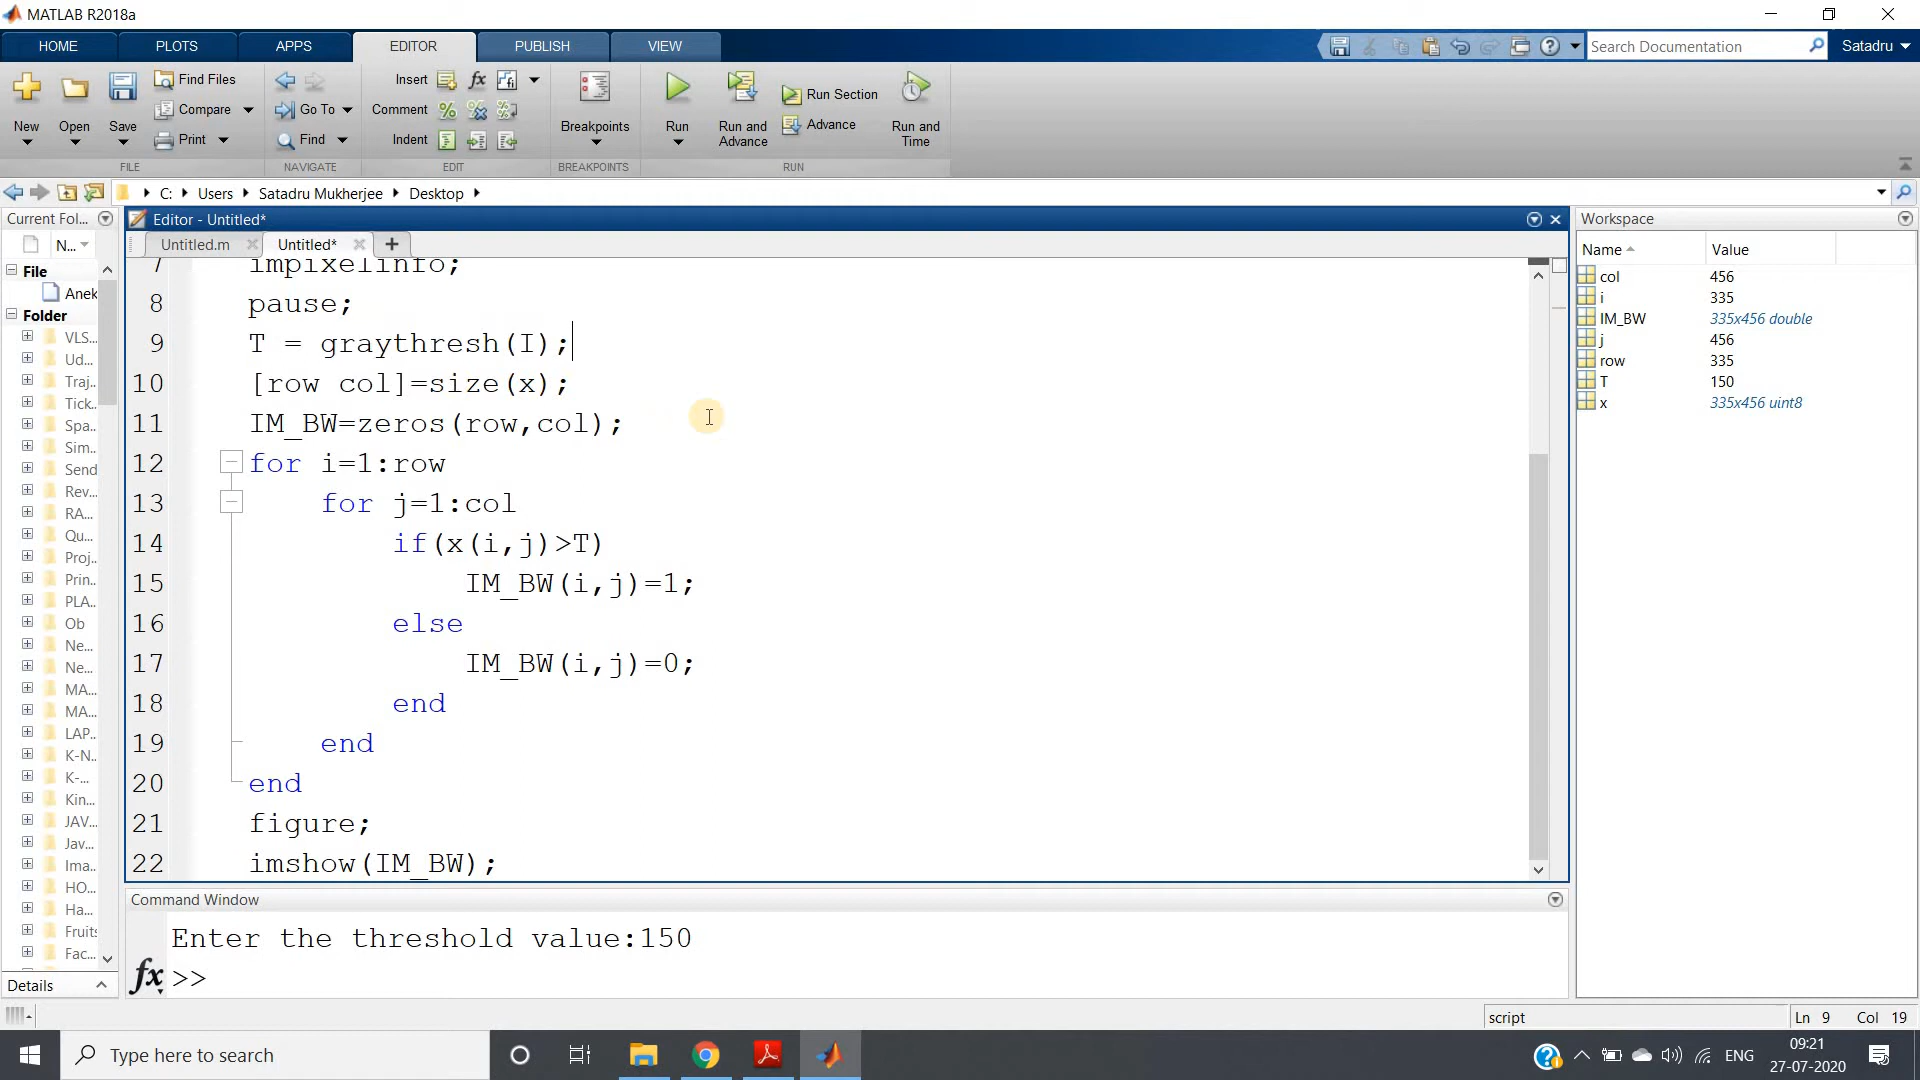 MATLAB R2018a
HOME PLOTS APPS EDITOR PUBLISH VIEW
Search Documentation
Satadru
New
Open
Save
Find Files
Compare
Print
FILE
Go To
Find
NAVIGATE
Insert
Comment
Indent
EDIT
Breakpoints
BREAKPOINTS
Run
Run and
Advance
Run Section
Advance
Run and
Time
RUN
C: Users Satadru Mukherjee Desktop
Current Fol...
Editor - Untitled*
Workspace
N...
Untitled.m
Untitled*
Name Value
File
Anek
Folder
VLS...
Ud...
Traj...
Tick...
Spa...
Sim...
Send
Rev...
RA...
Qu...
Proj...
Prin...
PLA...
Ob
Ne...
Ne...
MA...
MA...
LAP...
K-N...
K-...
Kin...
JAV...
Jav...
Ima...
HO...
Ha...
Fruits
Fac...
Details
7 impixelinfo;
8 pause;
9 T = graythresh(I);
10 [row col]=size(x);
11 IM_BW=zeros(row,col);
12 for i=1:row
13 for j=1:col
14 if(x(i,j)>T)
15 IM_BW(i,j)=1;
16 else
17 IM_BW(i,j)=0;
18 end
19 end
20 end
21 figure;
22 imshow(IM_BW);
col 456
i 335
IM_BW 335x456 double
j 456
row 335
T 150
x 335x456 uint8
Command Window
Enter the threshold value:150
fx >>
script
Ln 9 Col 19
Type here to search
ENG
09:21
27-07-2020